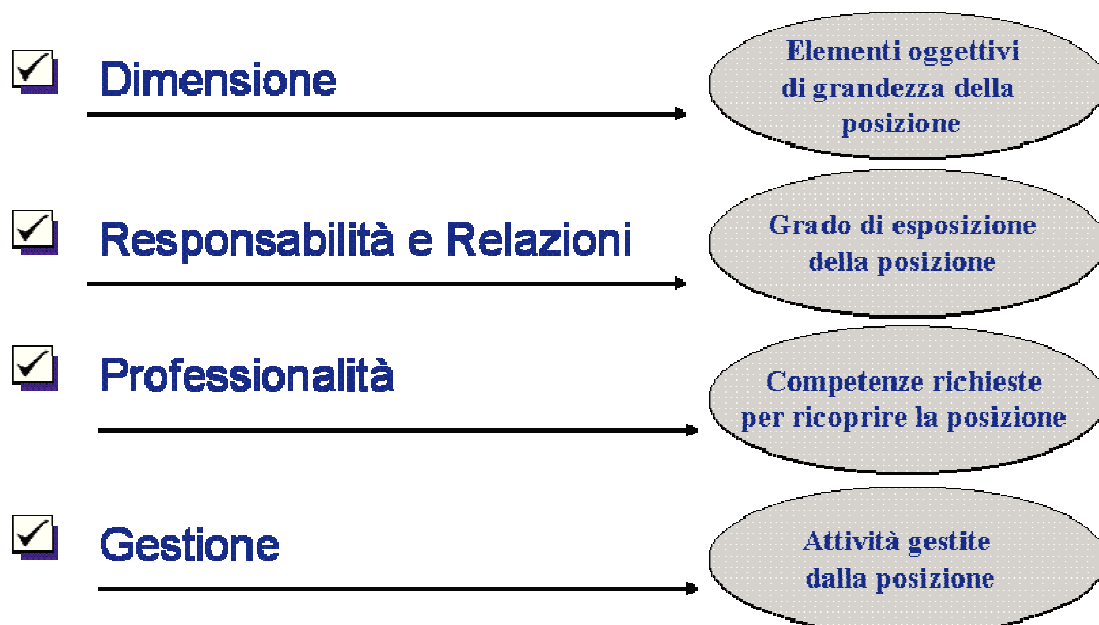 Dimensione
Elementi oggettivi
di grandezza della
posizione
Responsabilità e Relazioni
Grado di esposizione
della posizione
Professionalità
Competenze richieste
per ricoprire la posizione
Gestione
Attività gestite
dalla posizione